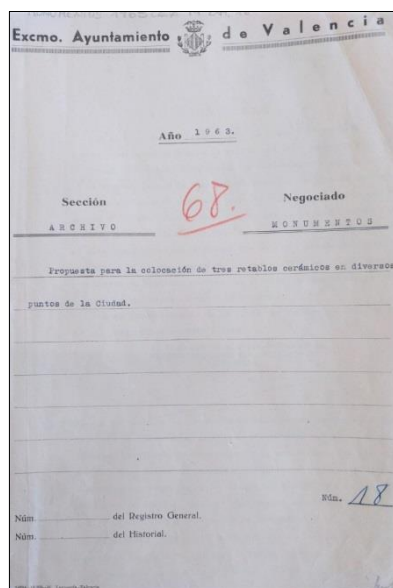 Excmo. Ayuntamiento de Valencia
Año 1963.
Sección
68.
Negociado
ARCHIVO
MONUMENTOS
Propuesta para la colocación de tres retablos cerámicos en diversos
puntos de la Ciudad.
Núm. 18
Núm. del Registro General.
Núm. del Historial.